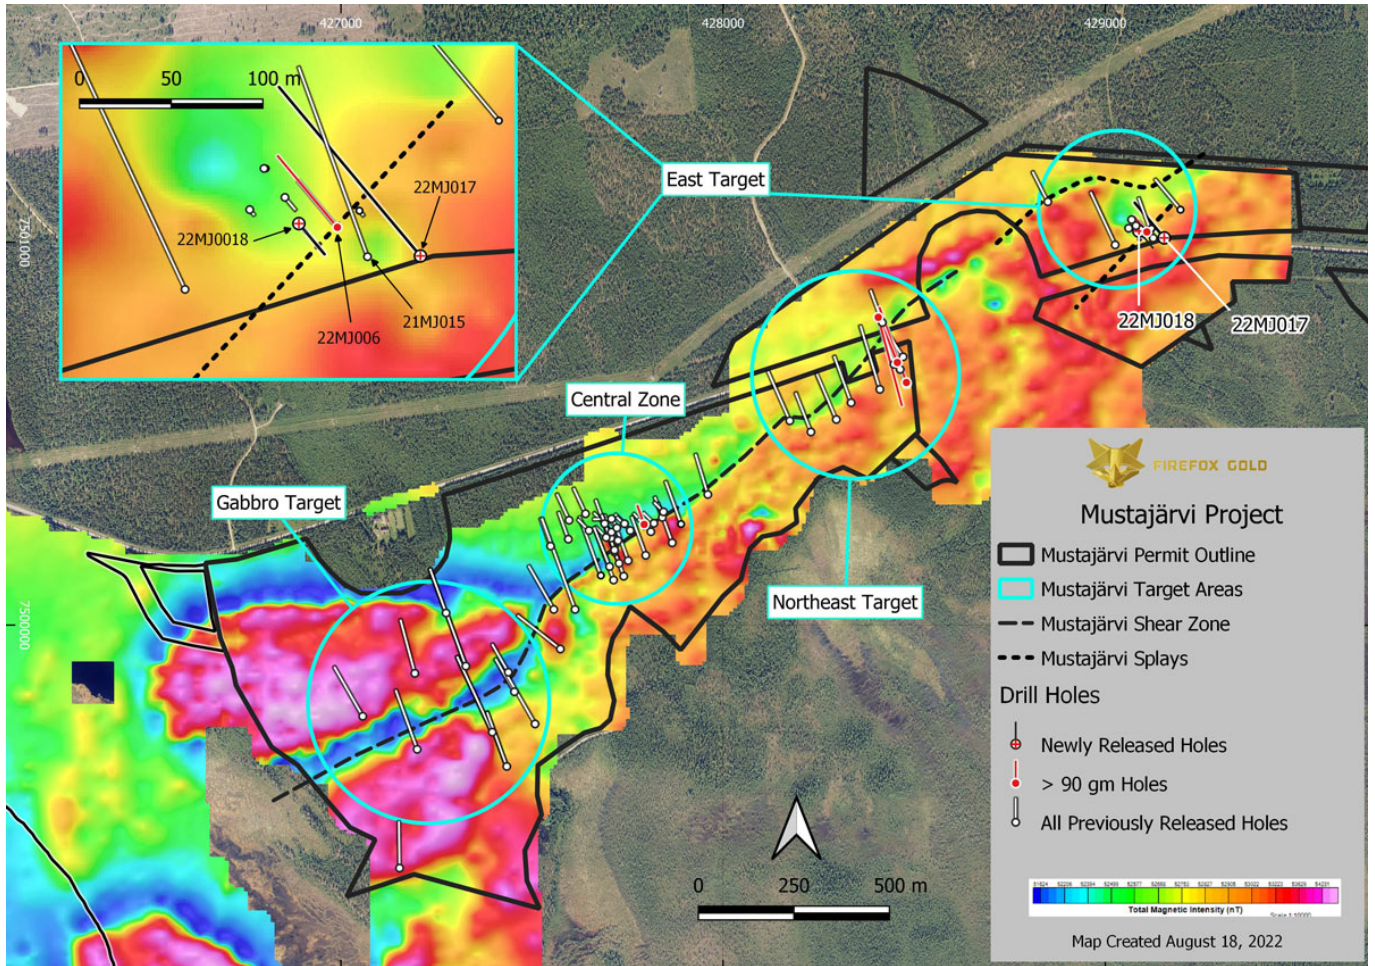 427000
428000
429000
7501000
7500000
0 50 100 m
22MJ017
22MJ0018
21MJ015
22MJ006
East Target
22MJ018
22MJ017
Central Zone
Gabbro Target
Northeast Target
0 250 500 m
FIREFOX GOLD
Mustajärvi Project
Mustajärvi Permit Outline
Mustajärvi Target Areas
Mustajärvi Shear Zone
Mustajärvi Splays
Drill Holes
Newly Released Holes
> 90 gm Holes
All Previously Released Holes
Total Magnetic Intensity (nT)
Map Created August 18, 2022